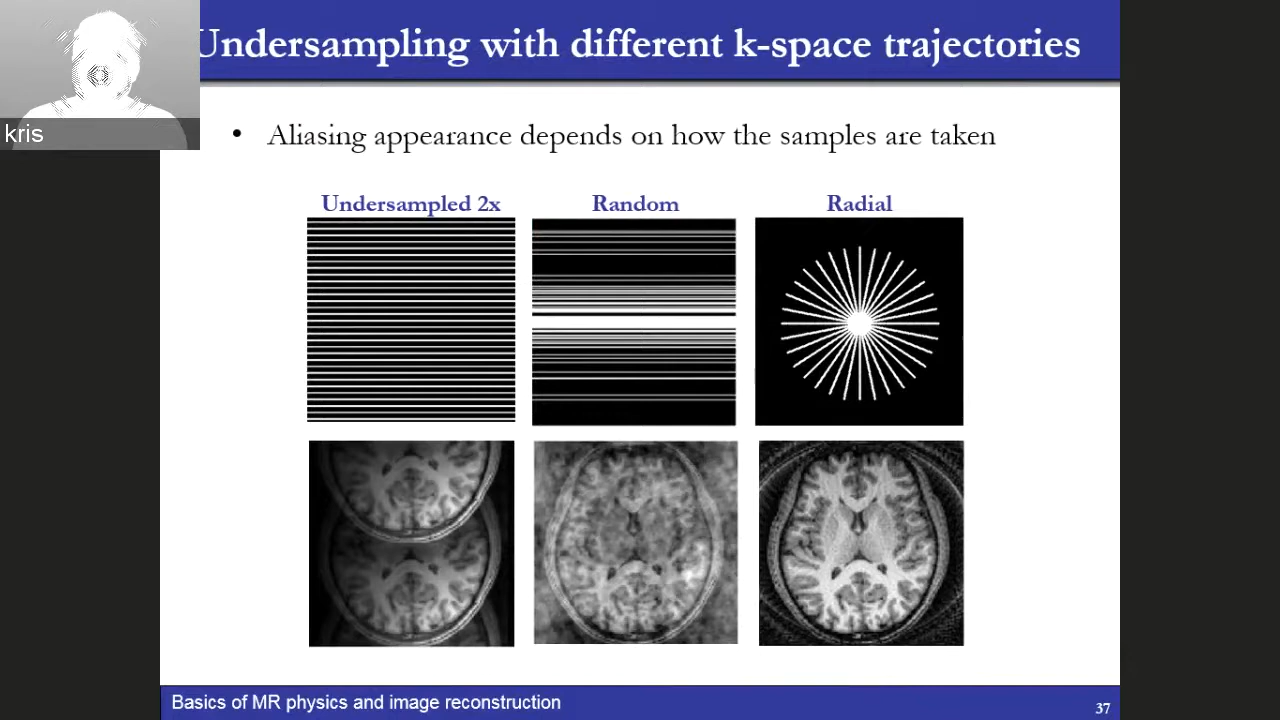 Undersampling with different k-space trajectories
kris
• Aliasing appearance depends on how the samples are taken
Undersampled 2x
Random
Radial
Basics of MR physics and image reconstruction
37